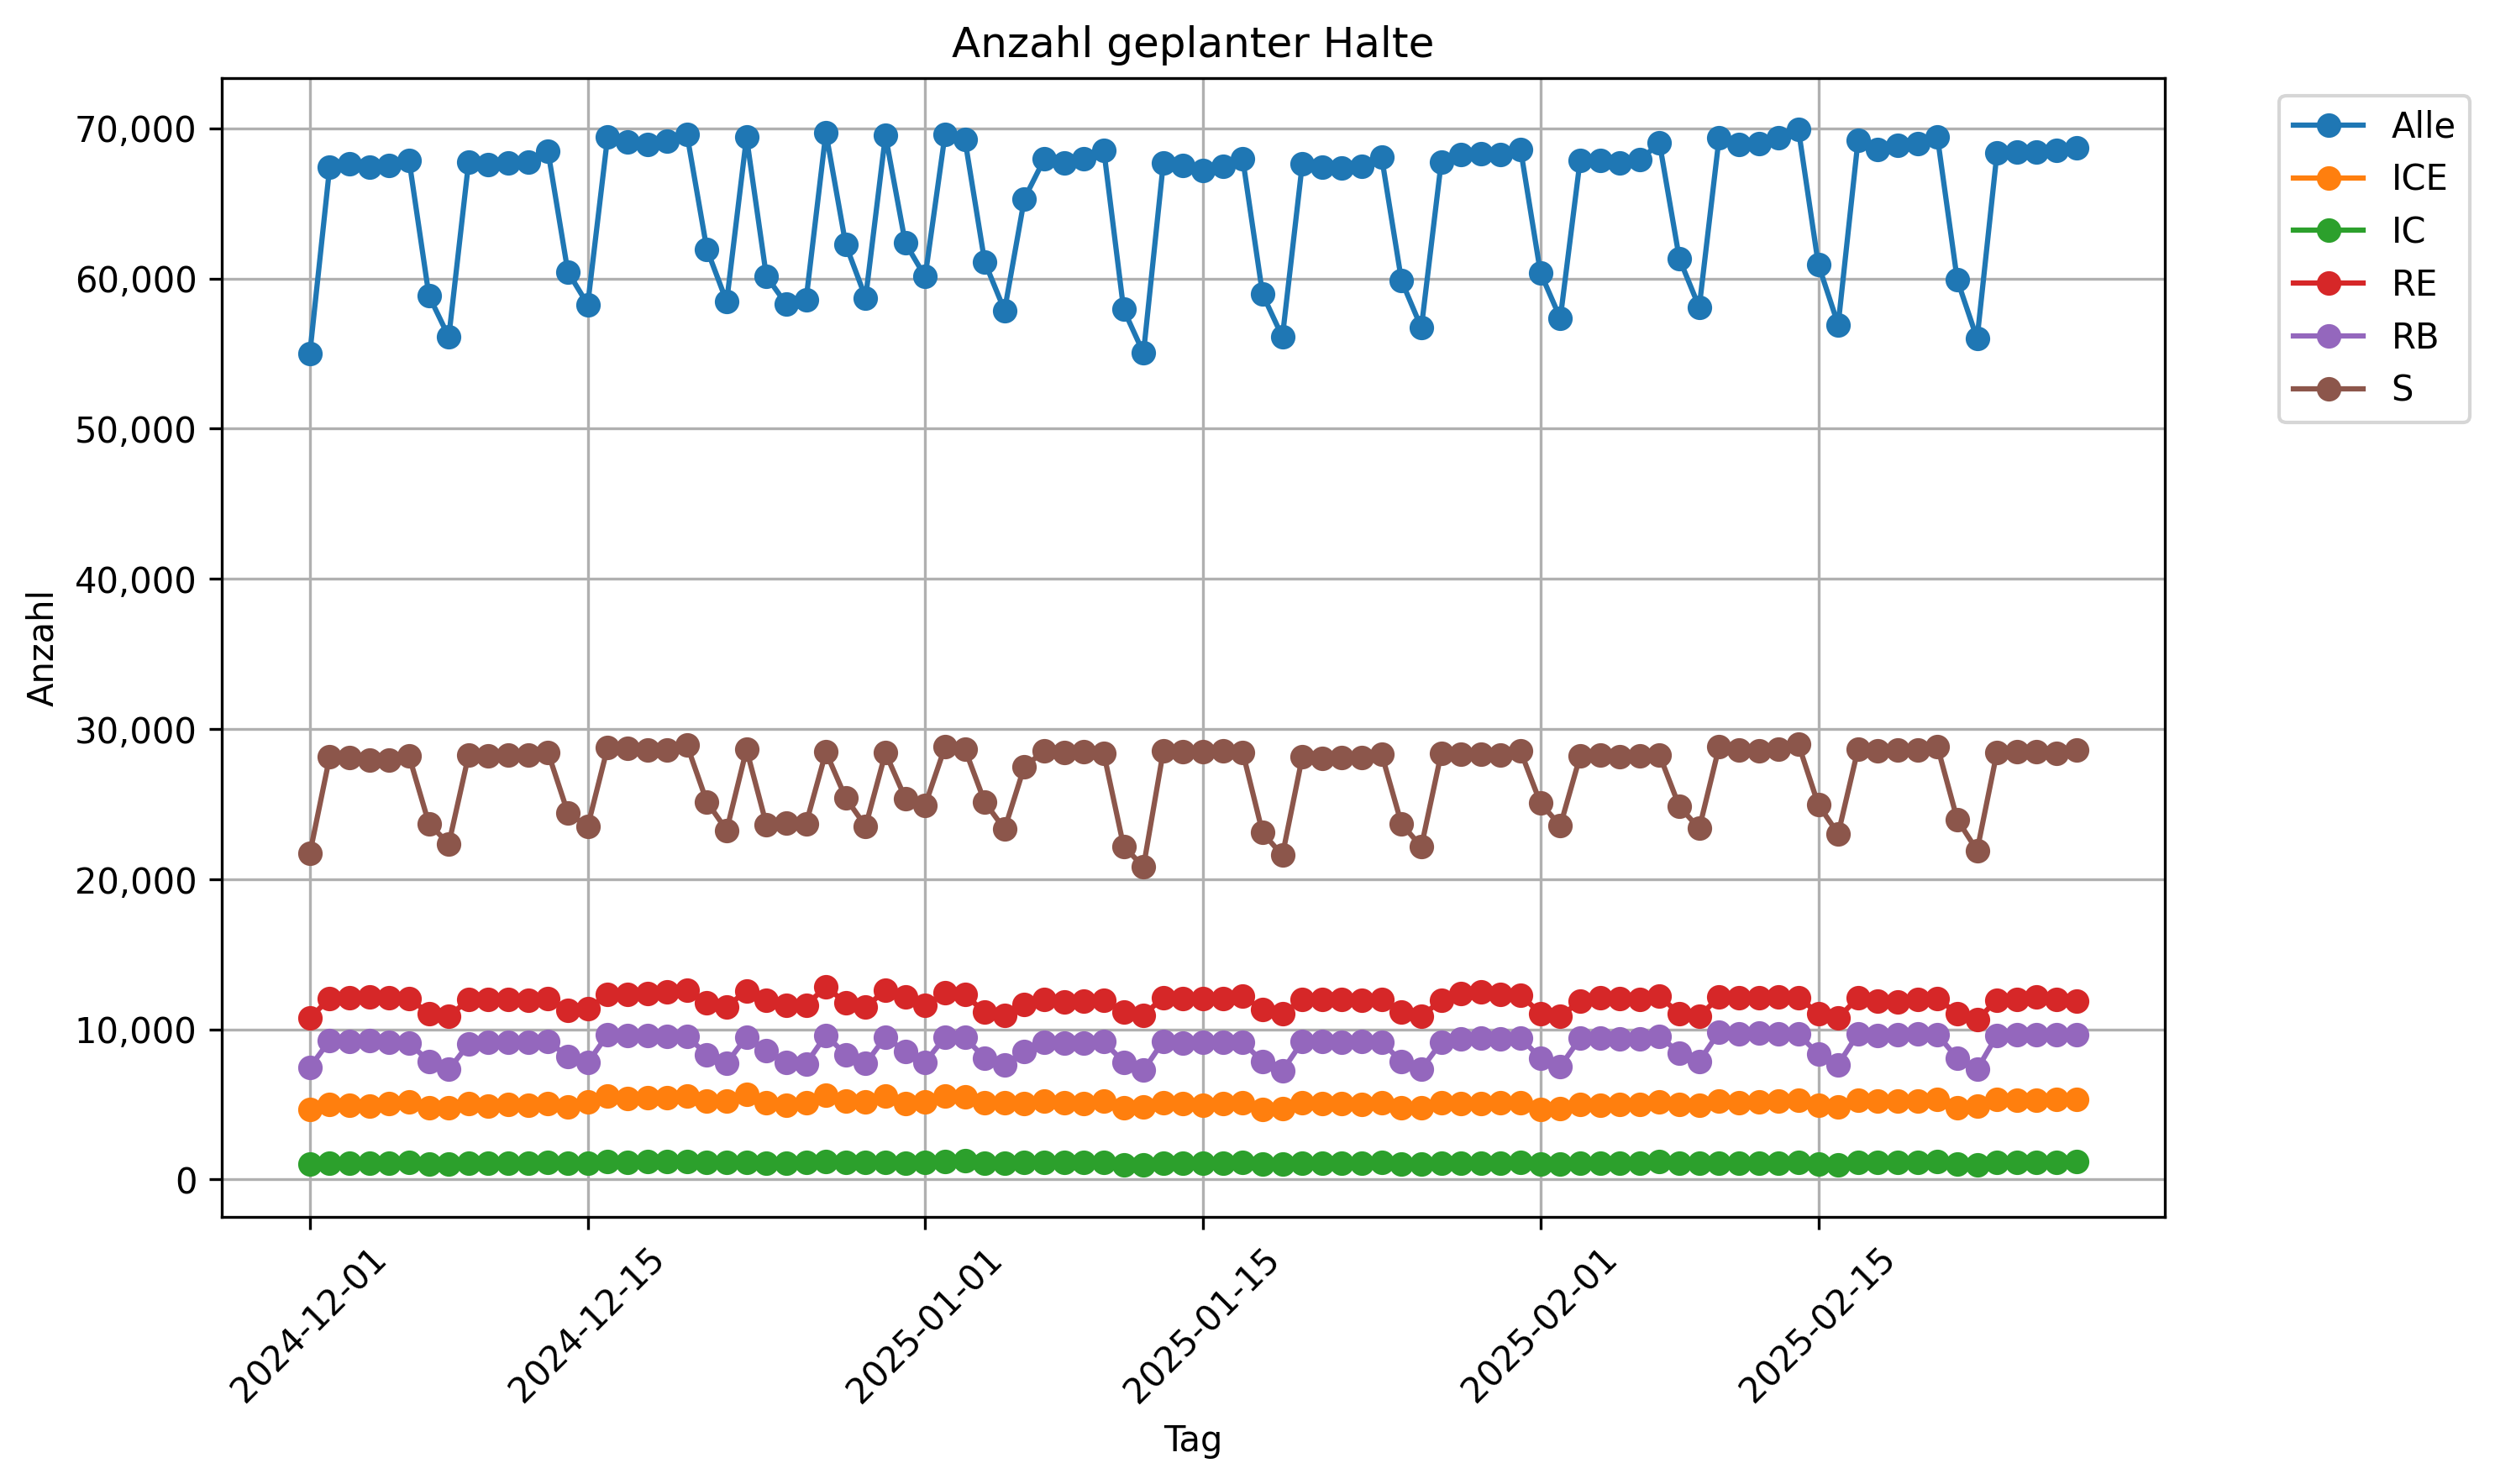 Anzahl geplanter Halte
Anzahl
70,000
60,000
50,000
40,000
30,000
20,000
10,000
0
2024-12-01
2024-12-15
2025-01-01
2025-01-15
2025-02-01
2025-02-15
Tag
Alle
ICE
IC
RE
RB
S